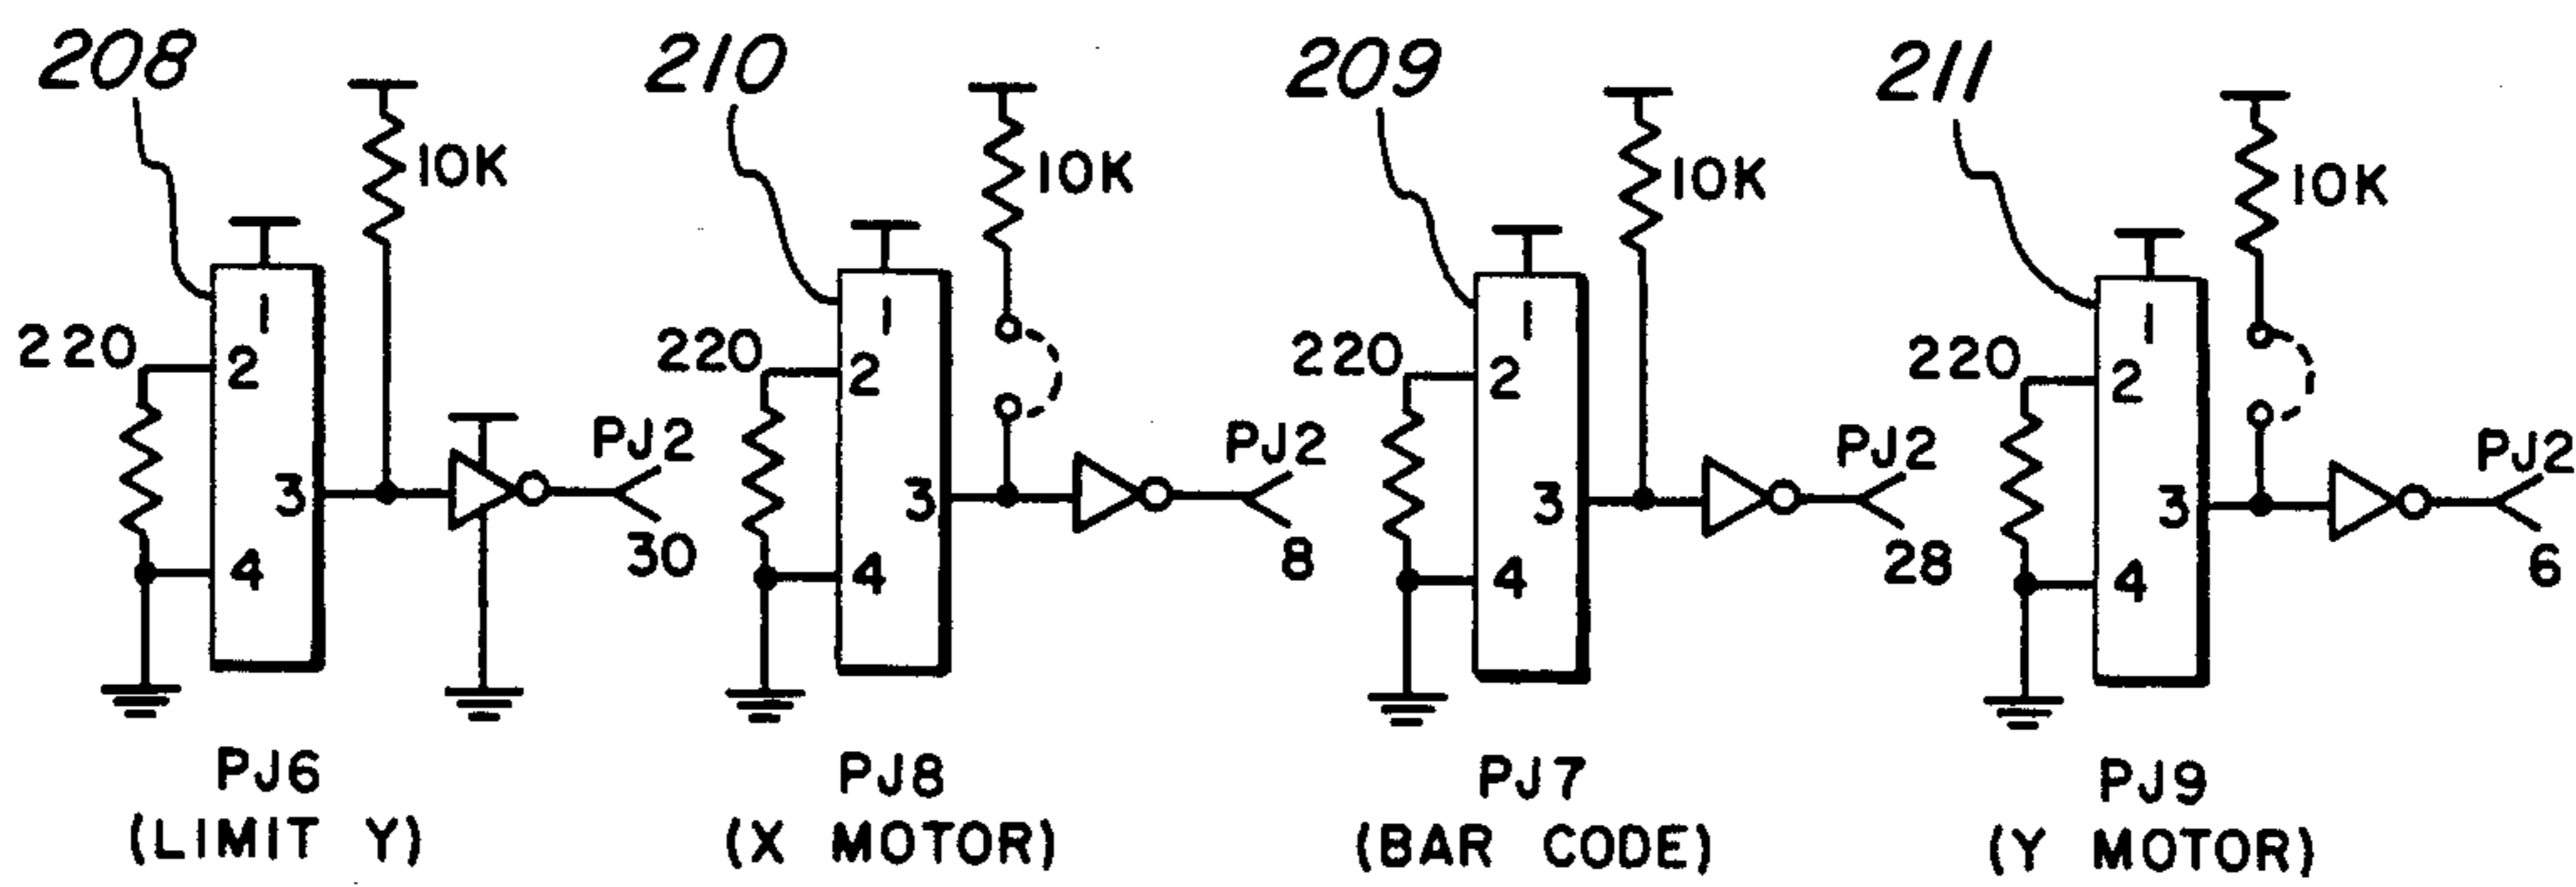 208 210 209 211
10K 10K 10K 10K
1 1 1 1
220 2 220 2 220 2 220 2
PJ2 PJ2 PJ2 PJ2
3 3 3 3
30 8 28 6
4 4 4 4
PJ6 PJ8 PJ7 PJ9
(LIMIT Y) (X MOTOR) (BAR CODE) (Y MOTOR)